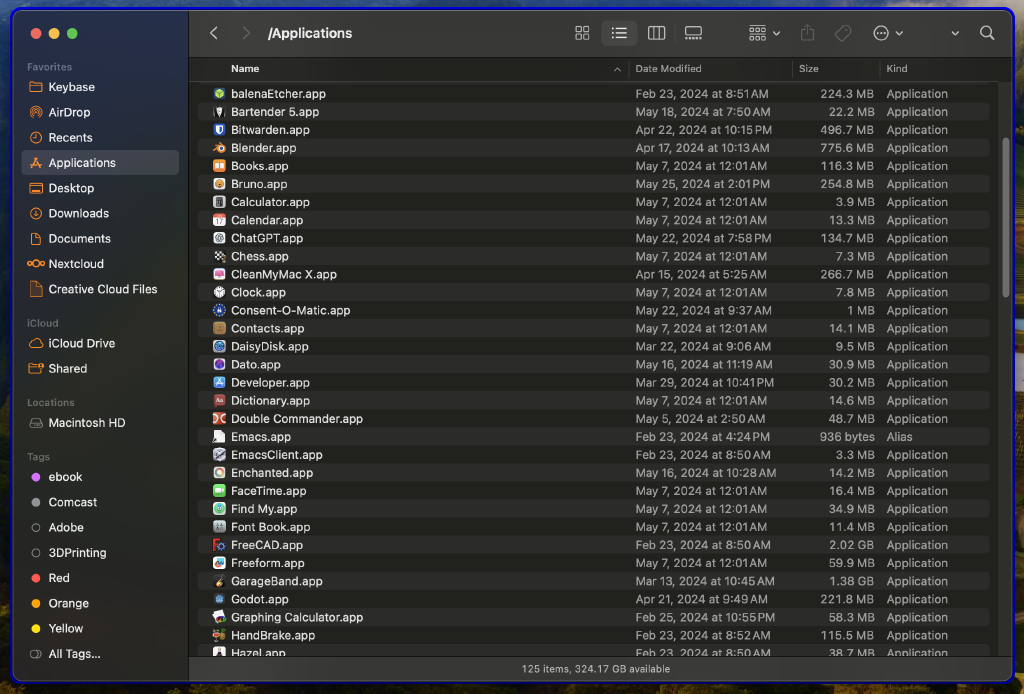 /Applications
Favorites
Keybase
AirDrop
Recents
Applications
Desktop
Downloads
Documents
Nextcloud
Creative Cloud Files
iCloud
iCloud Drive
Shared
Locations
Macintosh HD
Tags
ebook
Comcast
Adobe
3DPrinting
Red
Orange
Yellow
All Tags...
Name Date Modified Size Kind
balenaEtcher.app Feb 23, 2024 at 8:51 AM 224.3 MB Application
Bartender 5.app May 18, 2024 at 7:50 AM 22.2 MB Application
Bitwarden.app Apr 22, 2024 at 10:15 PM 496.7 MB Application
Blender.app Apr 17, 2024 at 10:13 AM 775.6 MB Application
Books.app May 7, 2024 at 12:01 AM 116.3 MB Application
Bruno.app May 25, 2024 at 2:01 PM 254.8 MB Application
Calculator.app May 7, 2024 at 12:01 AM 3.9 MB Application
Calendar.app May 7, 2024 at 12:01 AM 13.3 MB Application
ChatGPT.app May 22, 2024 at 7:58 PM 134.7 MB Application
Chess.app May 7, 2024 at 12:01 AM 7.3 MB Application
CleanMyMac X.app Apr 15, 2024 at 5:25 AM 266.7 MB Application
Clock.app May 7, 2024 at 12:01 AM 7.8 MB Application
Consent-O-Matic.app May 22, 2024 at 9:37 AM 1 MB Application
Contacts.app May 7, 2024 at 12:01 AM 14.1 MB Application
DaisyDisk.app Mar 22, 2024 at 9:06 AM 9.5 MB Application
Dato.app May 16, 2024 at 11:19 AM 30.9 MB Application
Developer.app Mar 29, 2024 at 10:41 PM 30.2 MB Application
Dictionary.app May 7, 2024 at 12:01 AM 14.6 MB Application
Double Commander.app May 5, 2024 at 2:50 AM 48.7 MB Application
Emacs.app Feb 23, 2024 at 4:24 PM 936 bytes Alias
EmacsClient.app Feb 23, 2024 at 8:50 AM 3.3 MB Application
Enchanted.app May 16, 2024 at 10:28 AM 14.2 MB Application
FaceTime.app May 7, 2024 at 12:01 AM 16.4 MB Application
Find My.app May 7, 2024 at 12:01 AM 34.9 MB Application
Font Book.app May 7, 2024 at 12:01 AM 11.4 MB Application
FreeCAD.app Feb 23, 2024 at 8:50 AM 2.02 GB Application
Freeform.app May 7, 2024 at 12:01 AM 59.9 MB Application
GarageBand.app Mar 13, 2024 at 10:45 AM 1.38 GB Application
Godot.app Apr 21, 2024 at 9:49 AM 221.8 MB Application
Graphing Calculator.app Feb 25, 2024 at 10:55 PM 58.3 MB Application
HandBrake.app Feb 23, 2024 at 8:52 AM 115.5 MB Application
Hazel.app Feb 23, 2024 at 8:50 AM 38.7 MB Application
125 items, 324.17 GB available